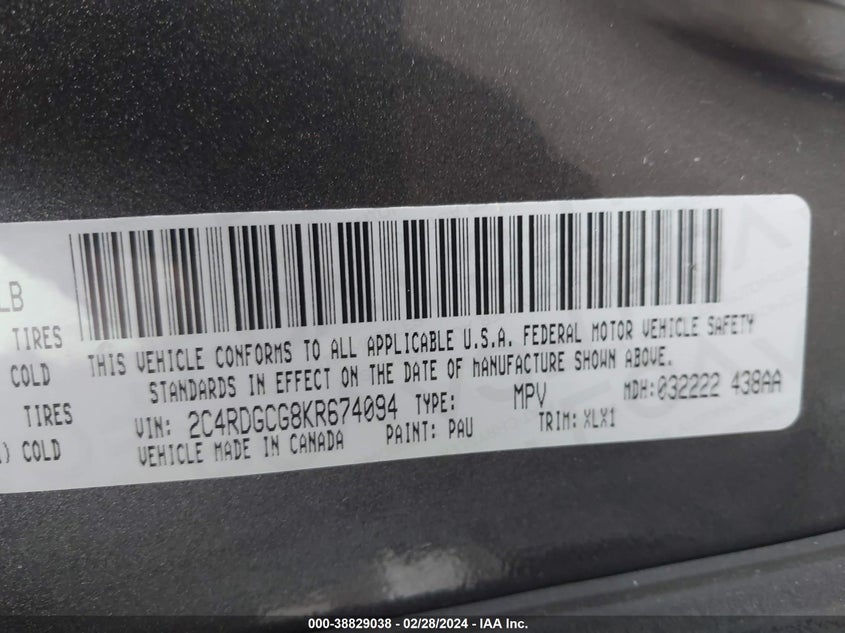 LB
TIRES
COLD
TIRES
) COLD
THIS VEHICLE CONFORMS TO ALL APPLICABLE U.S.A. FEDERAL MOTOR VEHICLE SAFETY
STANDARDS IN EFFECT ON THE DATE OF MANUFACTURE SHOWN ABOVE.
VIN: 2C4RDGCG8KR674094 TYPE: MPV MDH:032222 438AA
VEHICLE MADE IN CANADA PAINT: PAU TRIM: XLX1
000-38829038 - 02/28/2024 - IAA Inc.